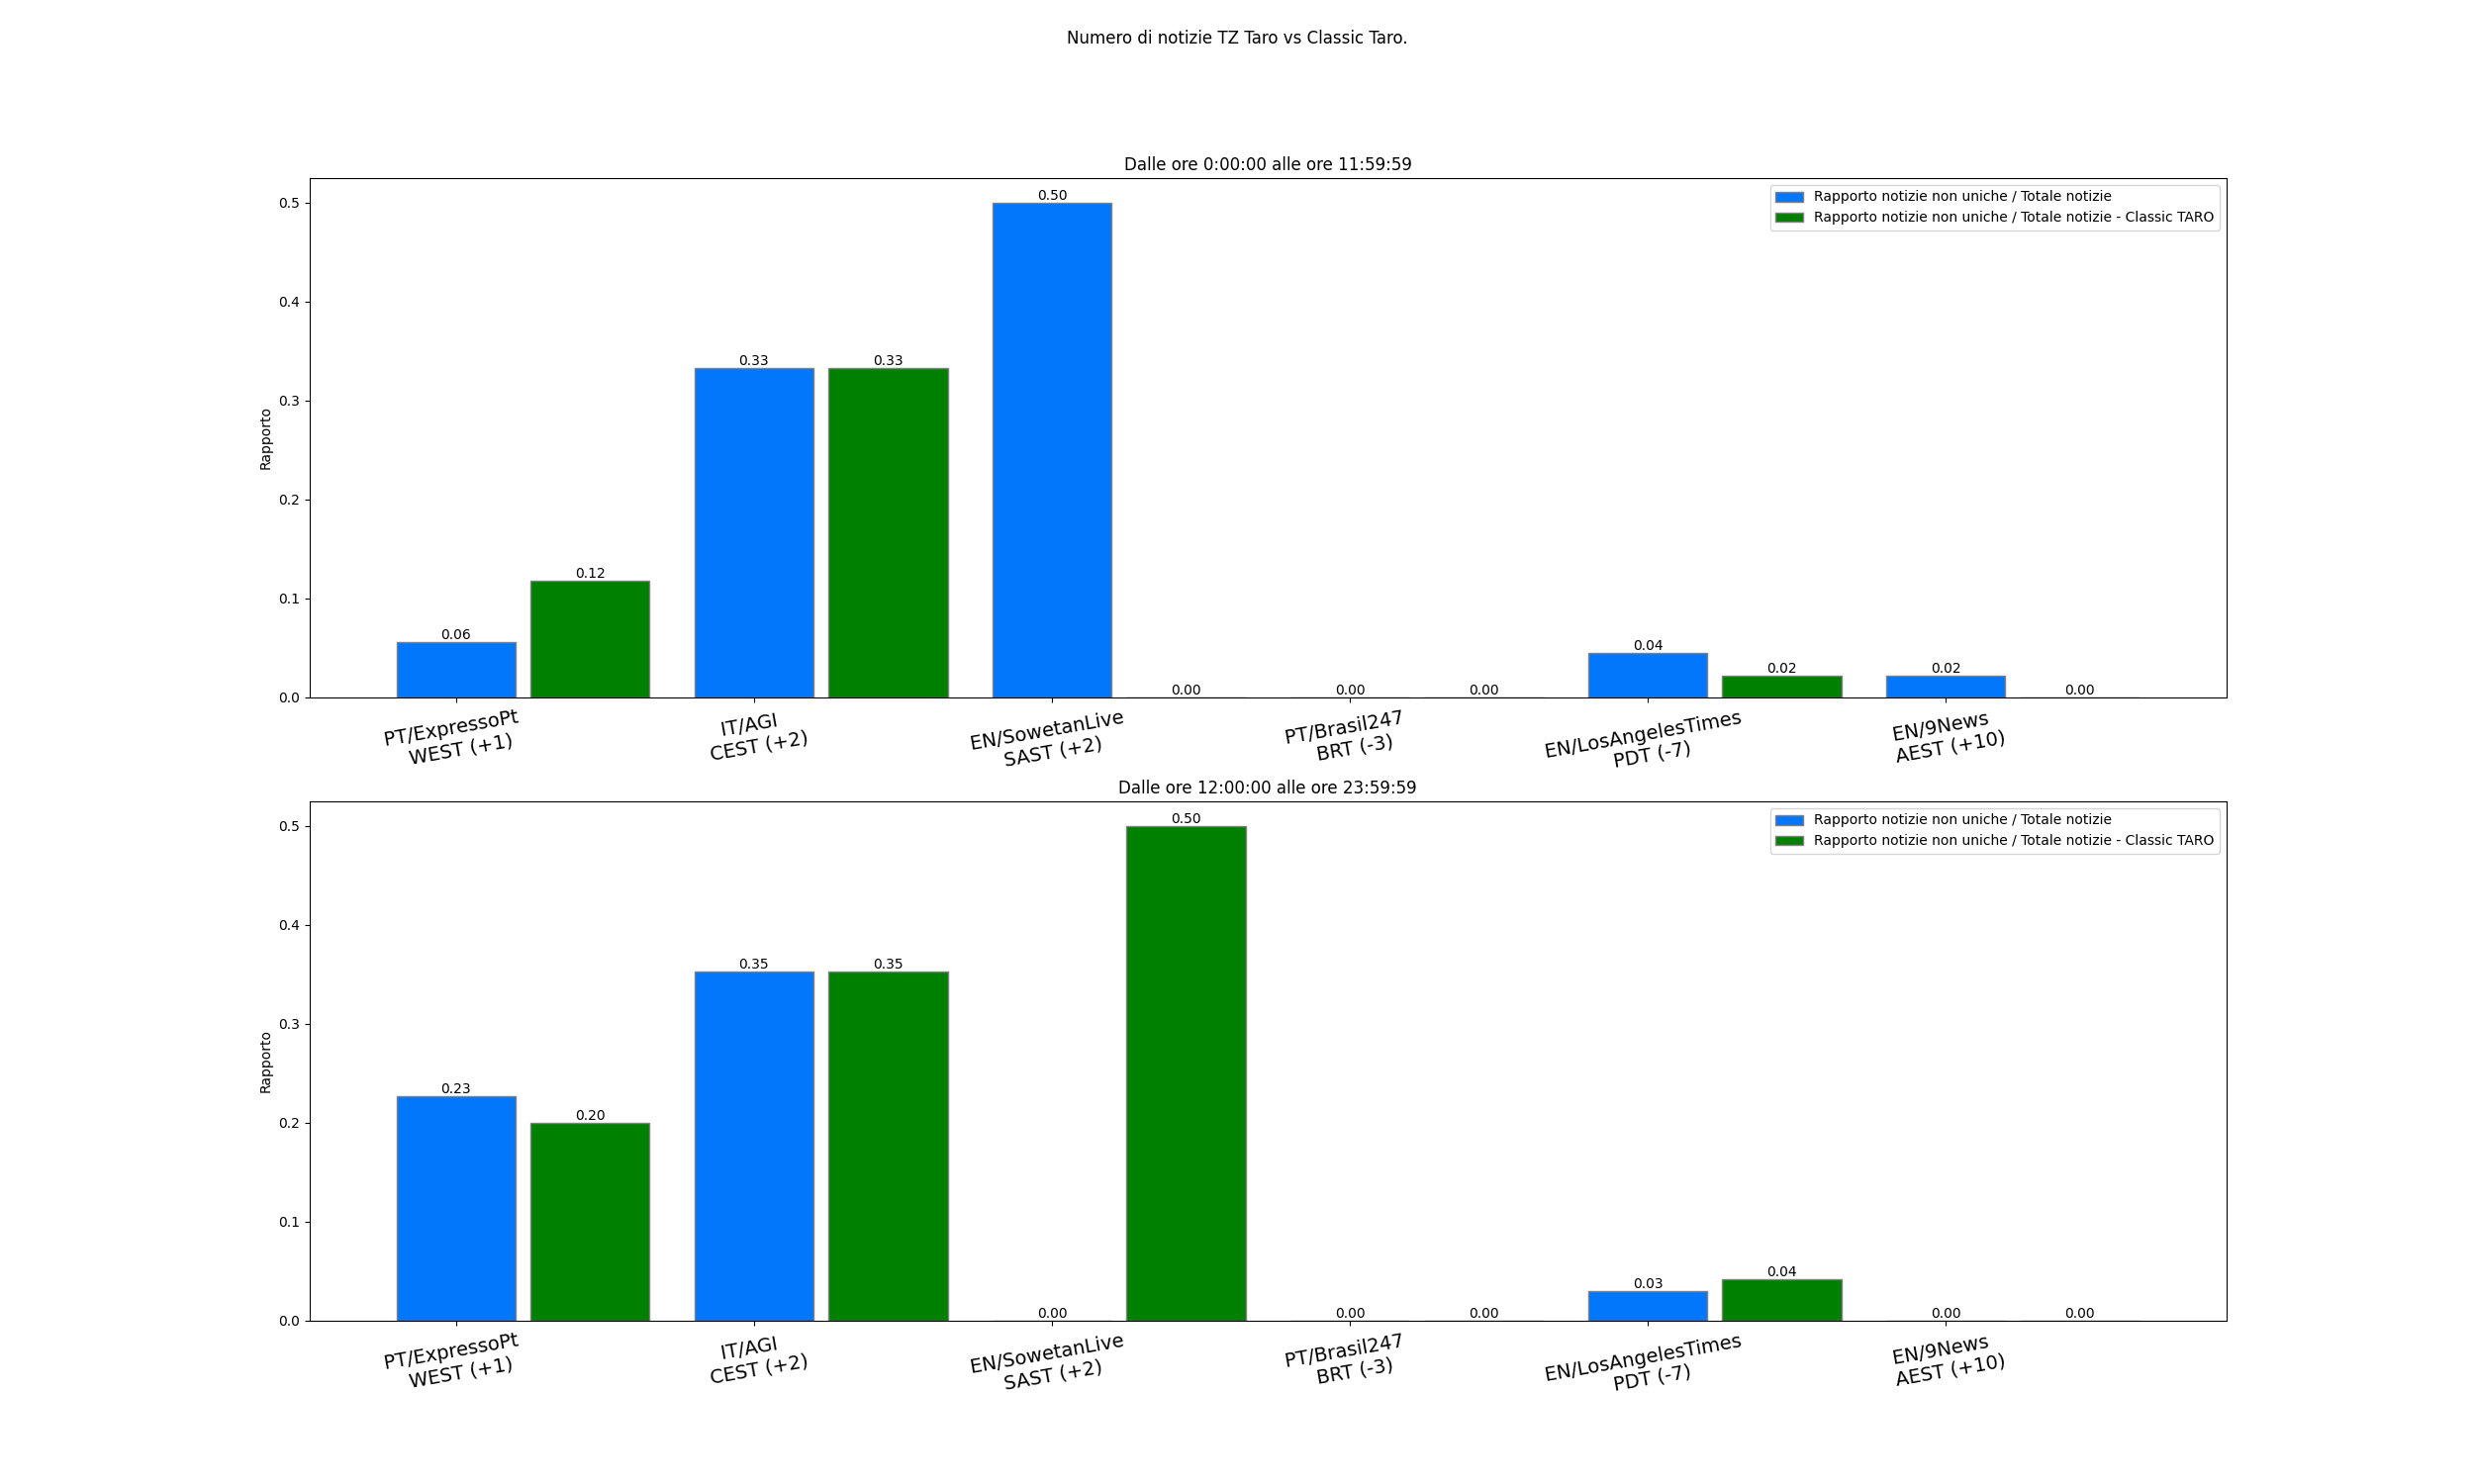 Numero di notizie TZ Taro vs Classic Taro.
Dalle ore 0:00:00 alle ore 11:59:59
Rapporto notizie non uniche / Totale notizie
Rapporto notizie non uniche / Totale notizie - Classic TARO
Rapporto
0.5
0.4
0.3
0.2
0.1
0.0
0.06
0.12
0.33
0.33
0.50
0.00
0.00
0.00
0.04
0.02
0.02
0.00
PT/ExpressoPt
WEST (+1)
IT/AGI
CEST (+2)
EN/SowetanLive
SAST (+2)
PT/Brasil247
BRT (-3)
EN/LosAngelesTimes
PDT (-7)
EN/9News
AEST (+10)
Dalle ore 12:00:00 alle ore 23:59:59
Rapporto notizie non uniche / Totale notizie
Rapporto notizie non uniche / Totale notizie - Classic TARO
Rapporto
0.5
0.4
0.3
0.2
0.1
0.0
0.23
0.20
0.35
0.35
0.00
0.50
0.00
0.00
0.03
0.04
0.00
0.00
PT/ExpressoPt
WEST (+1)
IT/AGI
CEST (+2)
EN/SowetanLive
SAST (+2)
PT/Brasil247
BRT (-3)
EN/LosAngelesTimes
PDT (-7)
EN/9News
AEST (+10)